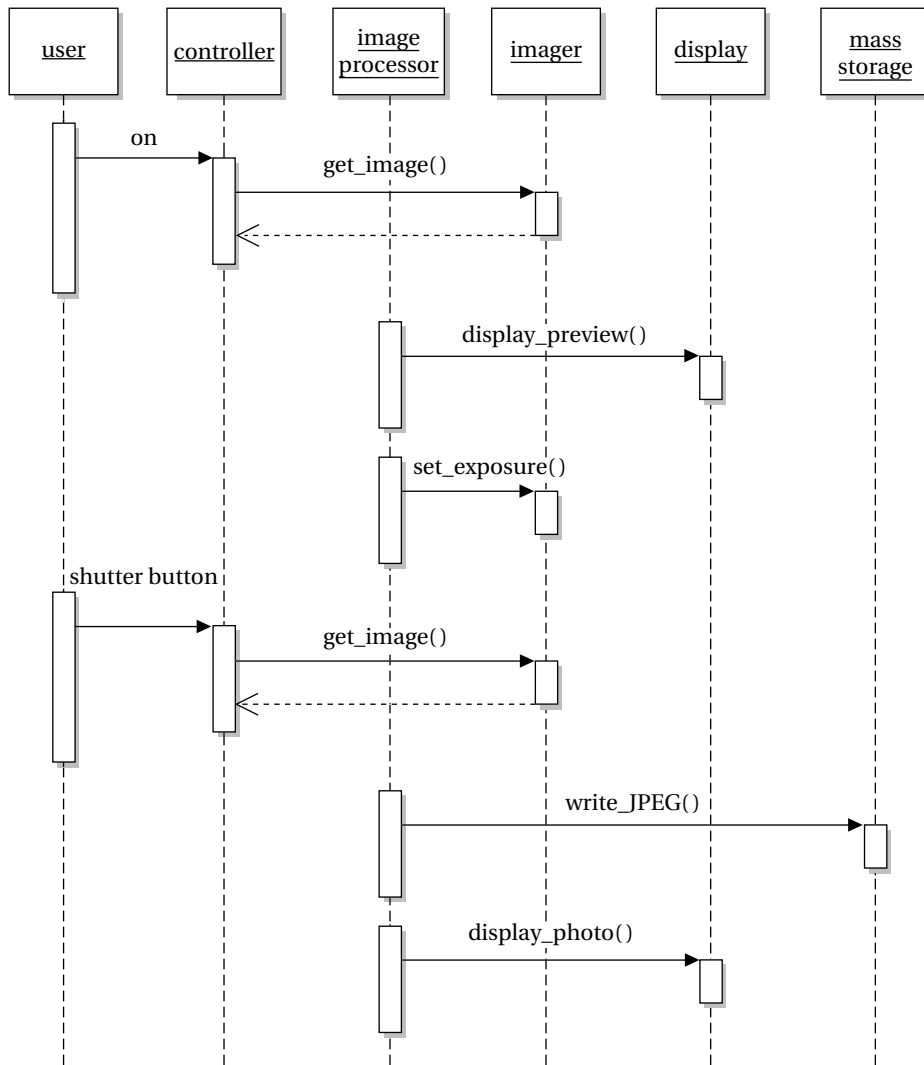 user
controller
image
processor
imager
display
mass
storage
on
get_image()
display_preview()
set_exposure()
shutter button
get_image()
write_JPEG()
display_photo()